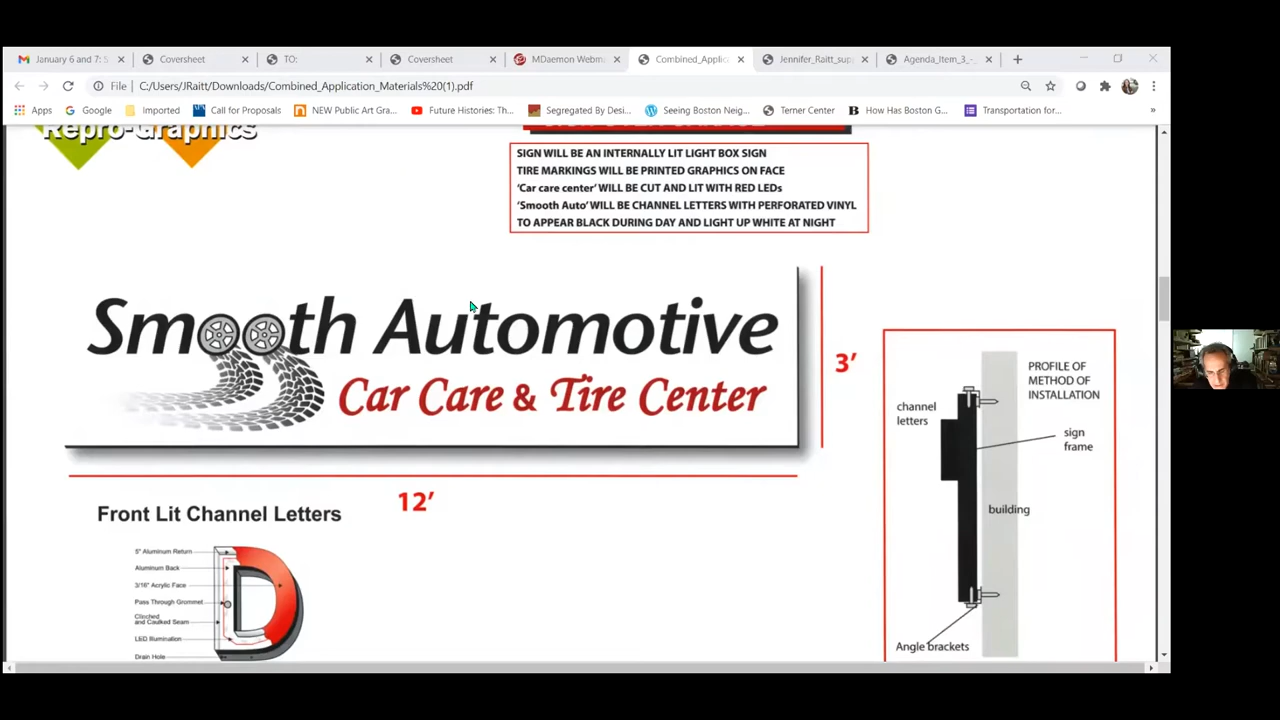 January 6 and 7: 5
Coversheet
TO:
Coversheet
MDaemon Webm
Combined_Applic
Jennifer_Raitt_sup
Agenda_Item_3_-
File
C:/Users/JRaitt/Downloads/Combined_Application_Materials%20(1).pdf
Apps
Google
Imported
Call for Proposals
NEW Public Art Gra...
Future Histories: Th...
Segregated By Desi...
Seeing Boston Neig...
Terner Center
How Has Boston G...
Transportation for...
»
Repro-Graphics
SIGN WILL BE AN INTERNALLY LIT LIGHT BOX SIGN
TIRE MARKINGS WILL BE PRINTED GRAPHICS ON FACE
'Car care center' WILL BE CUT AND LIT WITH RED LEDs
'Smooth Auto' WILL BE CHANNEL LETTERS WITH PERFORATED VINYL
TO APPEAR BLACK DURING DAY AND LIGHT UP WHITE AT NIGHT
Smooth Automotive
Car Care & Tire Center
3'
12'
PROFILE OF
METHOD OF
INSTALLATION
channel
letters
sign
frame
building
Angle brackets
Front Lit Channel Letters
5" Aluminum Return
Aluminum Back
3/16" Acrylic Face
Pass Through Grommet
and Caulked Seam
LED Illumination
Drain Hole